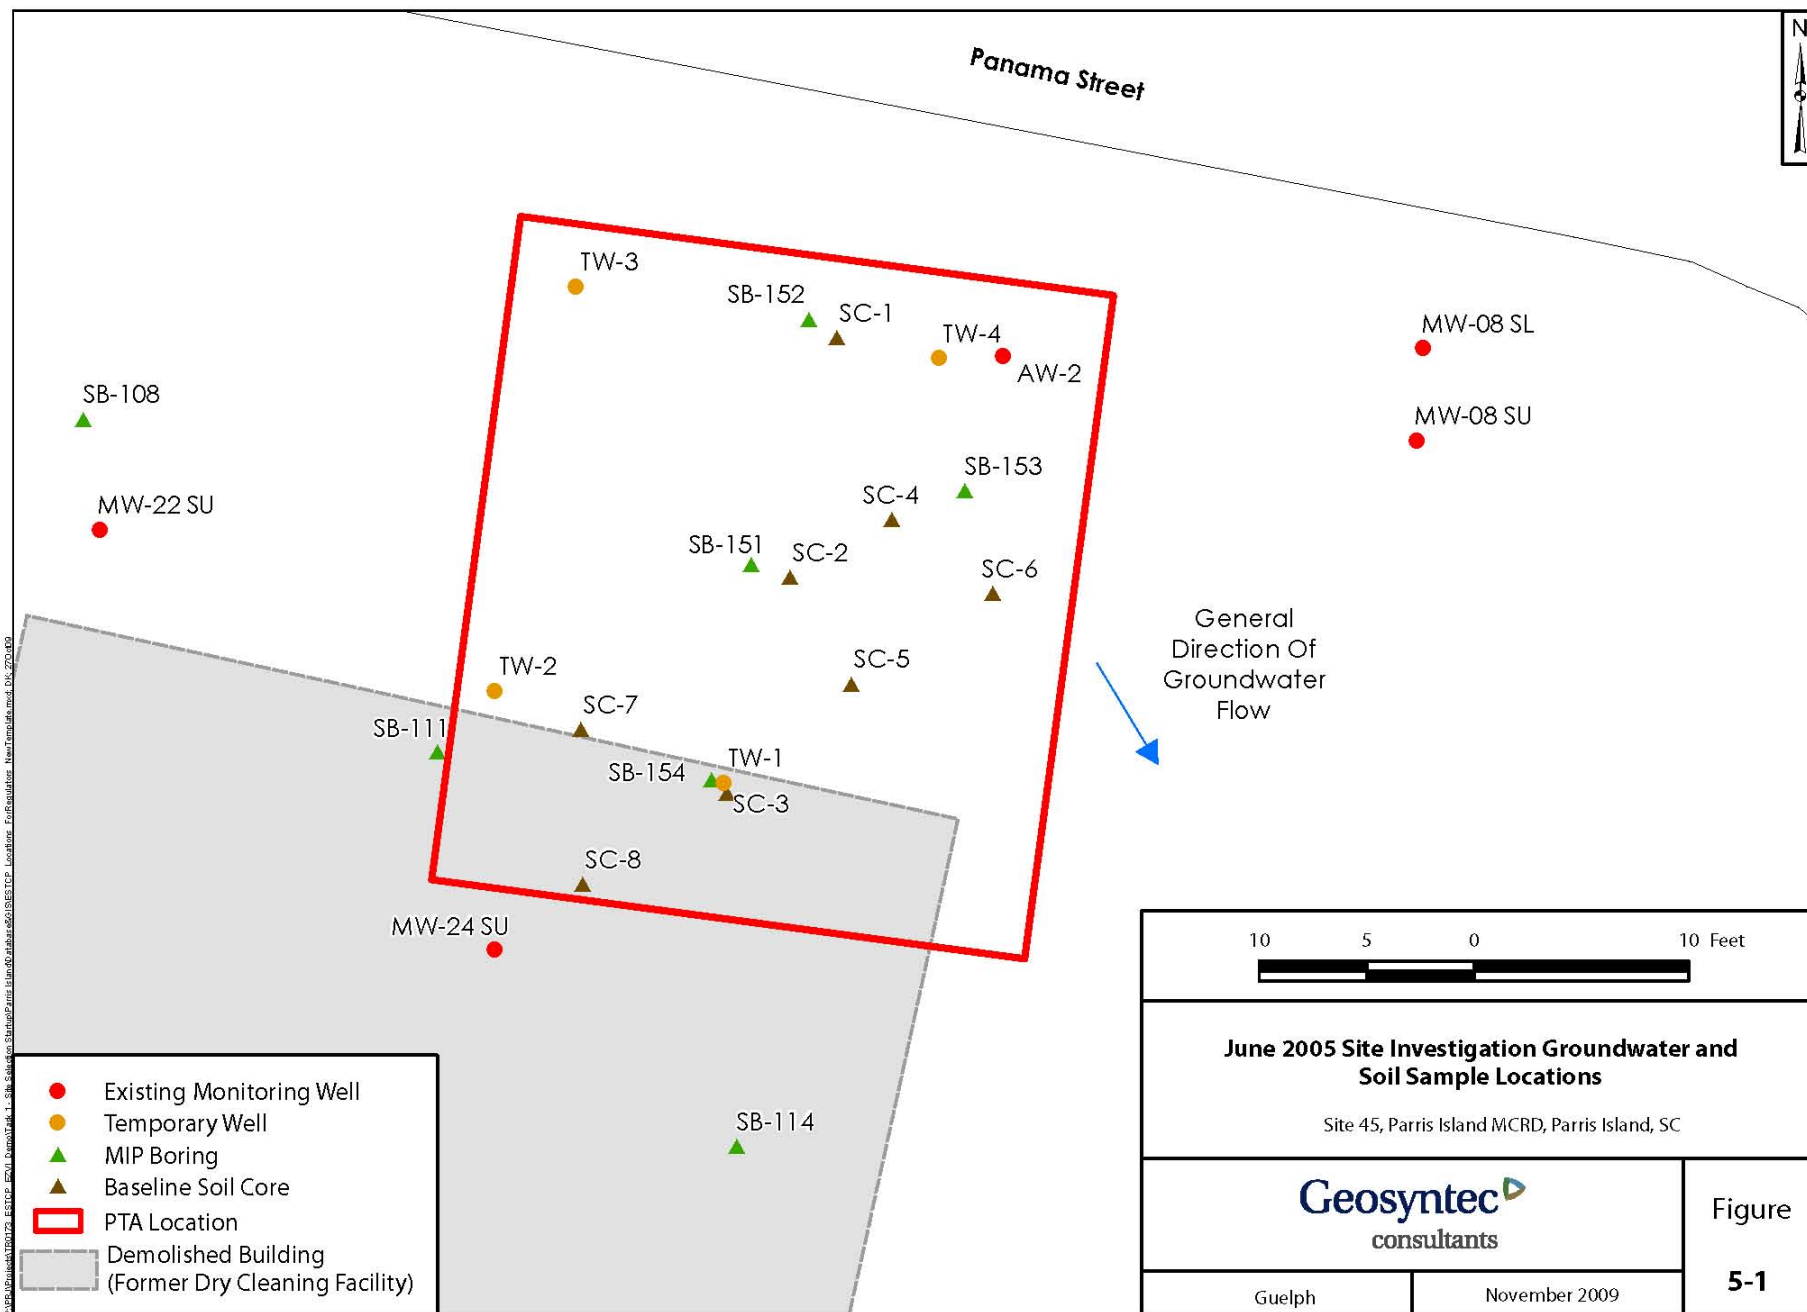 Panama Street
N
TW-3
SB-152
SC-1
TW-4
AW-2
MW-08 SL
MW-08 SU
SB-108
MW-22 SU
SB-153
SC-4
SB-151
SC-2
SC-6
General
Direction Of
Groundwater
Flow
TW-2
SC-5
SC-7
SB-111
TW-1
SB-154
SC-3
SC-8
MW-24 SU
SB-114
Existing Monitoring Well
Temporary Well
MIP Boring
Baseline Soil Core
PTA Location
Demolished Building
(Former Dry Cleaning Facility)
10 5 0 10 Feet
June 2005 Site Investigation Groundwater and
Soil Sample Locations
Site 45, Parris Island MCRD, Parris Island, SC
Geosyntec
consultants
Figure
5-1
Guelph
November 2009